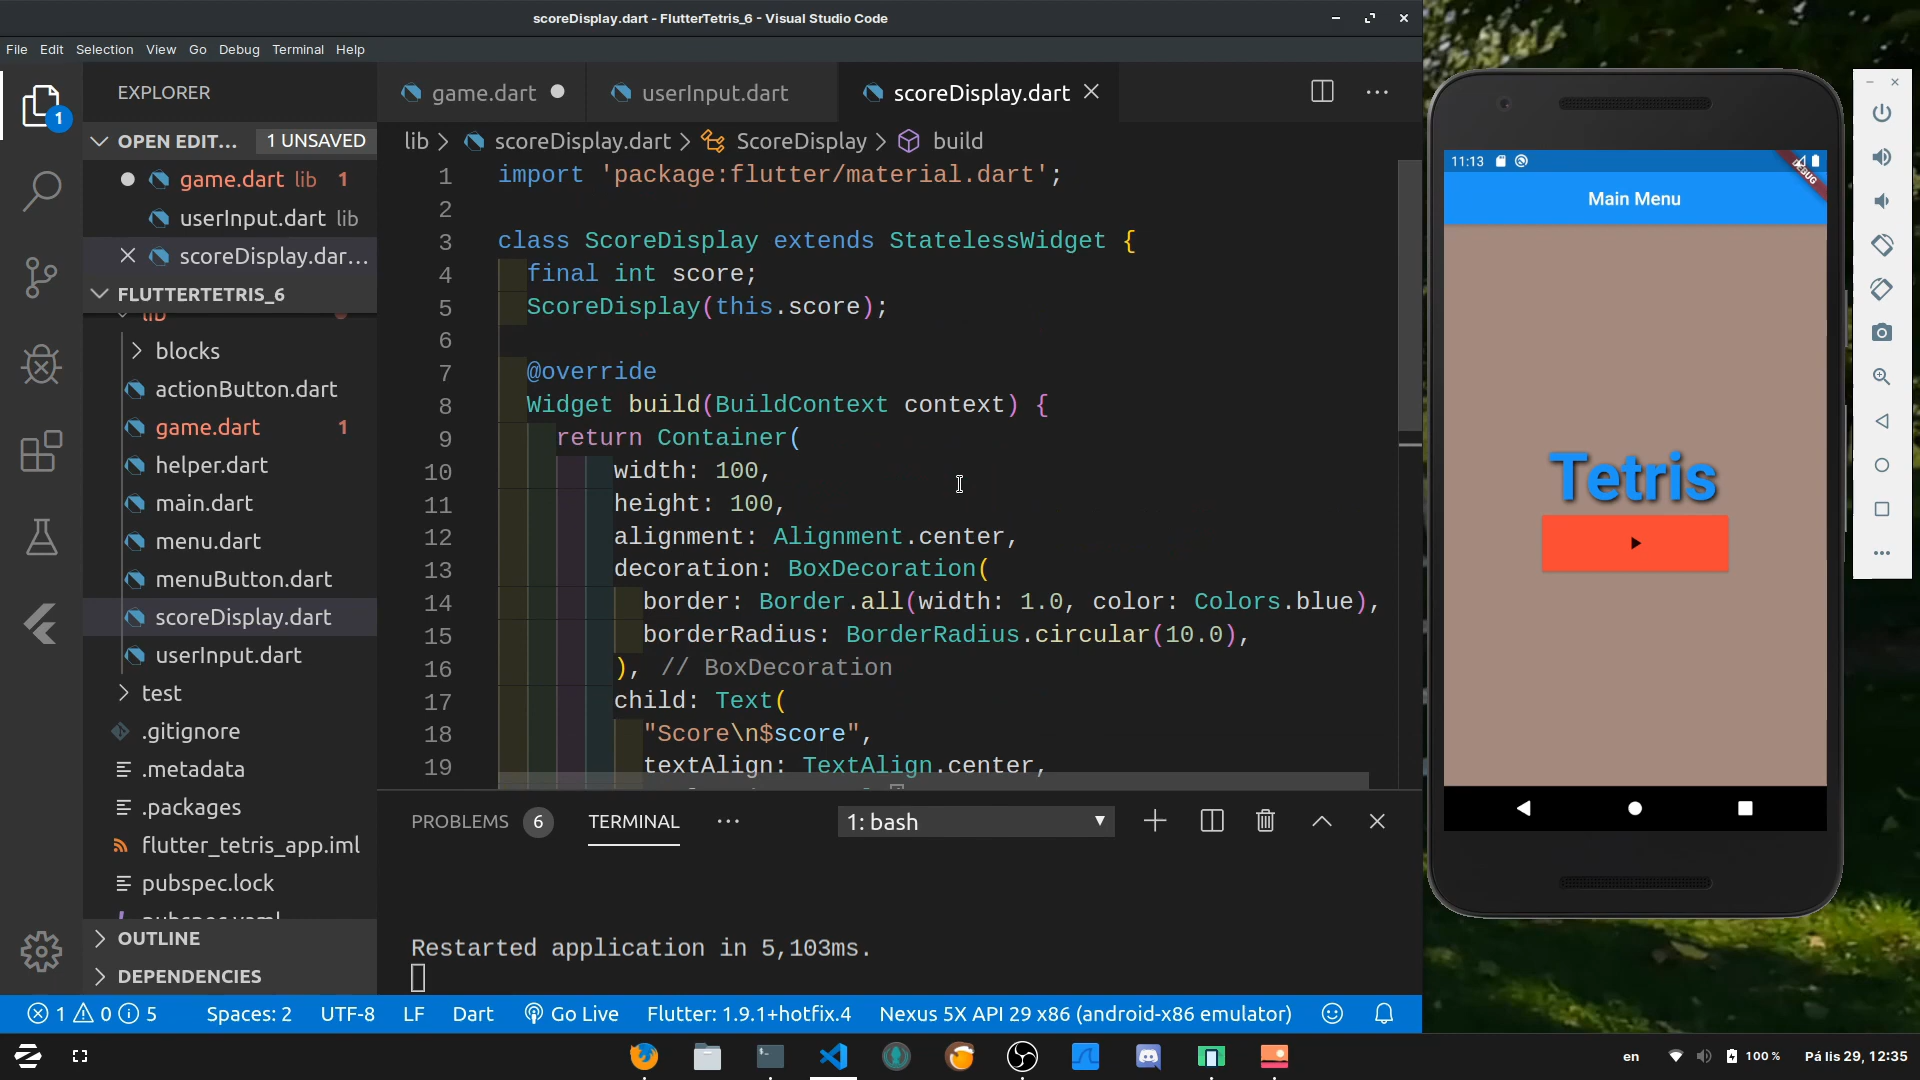 scoreDisplay.dart - FlutterTetris_6 - Visual Studio Code
File Edit Selection View Go Debug Terminal Help
1
EXPLORER
OPEN EDIT... 1 UNSAVED
game.dart lib 1
userInput.dart lib
scoreDisplay.dar...
FLUTTERTETRIS_6
lib
blocks
actionButton.dart
game.dart 1
helper.dart
main.dart
menu.dart
menuButton.dart
scoreDisplay.dart
userInput.dart
test
.gitignore
.metadata
.packages
flutter_tetris_app.iml
pubspec.lock
pubspec.yaml
OUTLINE
DEPENDENCIES
game.dart
userInput.dart
scoreDisplay.dart
lib > scoreDisplay.dart > ScoreDisplay > build
1 import 'package:flutter/material.dart';
2
3 class ScoreDisplay extends StatelessWidget {
4 final int score;
5 ScoreDisplay(this.score);
6
7 @override
8 Widget build(BuildContext context) {
9 return Container(
10 width: 100,
11 height: 100,
12 alignment: Alignment.center,
13 decoration: BoxDecoration(
14 border: Border.all(width: 1.0, color: Colors.blue),
15 borderRadius: BorderRadius.circular(10.0),
16 ), // BoxDecoration
17 child: Text(
18 "Score\n$score",
19 textAlign: TextAlign.center,
PROBLEMS 6 TERMINAL ... 1: bash
Restarted application in 5,103ms.
1 0 5 Spaces: 2 UTF-8 LF Dart Go Live Flutter: 1.9.1+hotfix.4 Nexus 5X API 29 x86 (android-x86 emulator)
11:13
DEBUG
Main Menu
Tetris
en 100% Pá lis 29, 12:35